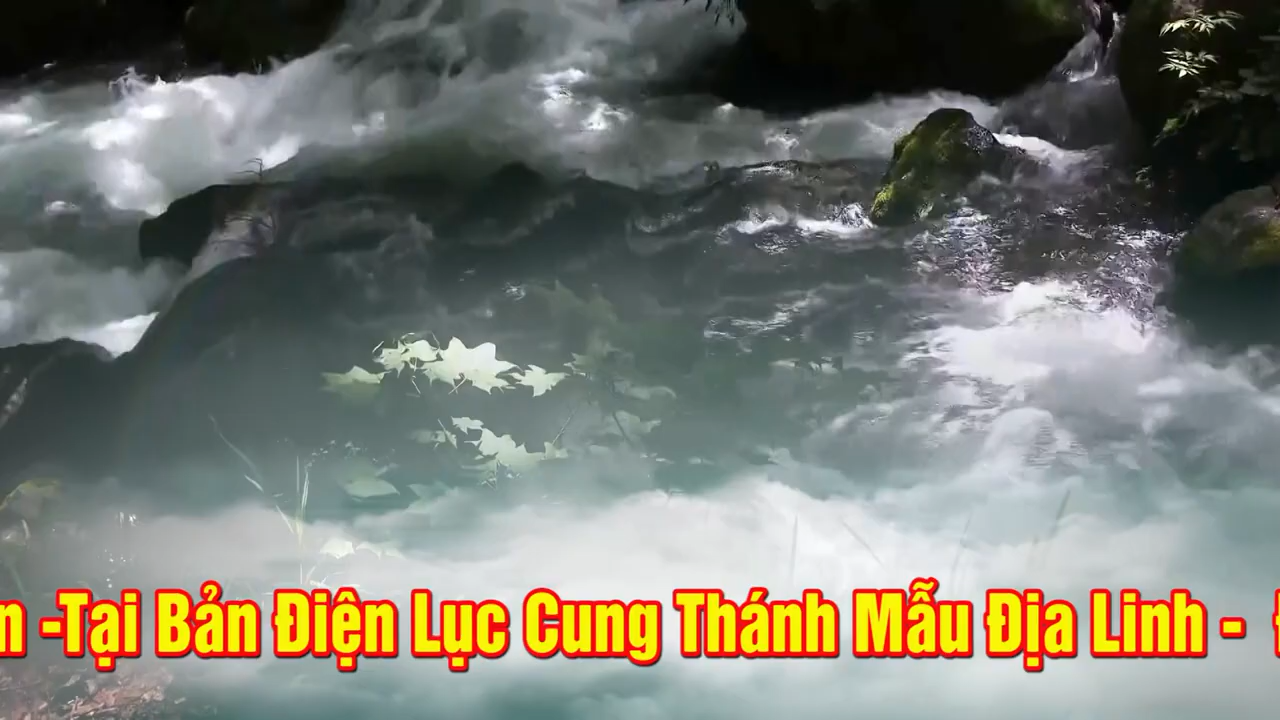 n -Tại Bản Điện Lục Cung Thánh Mẫu Địa Linh -